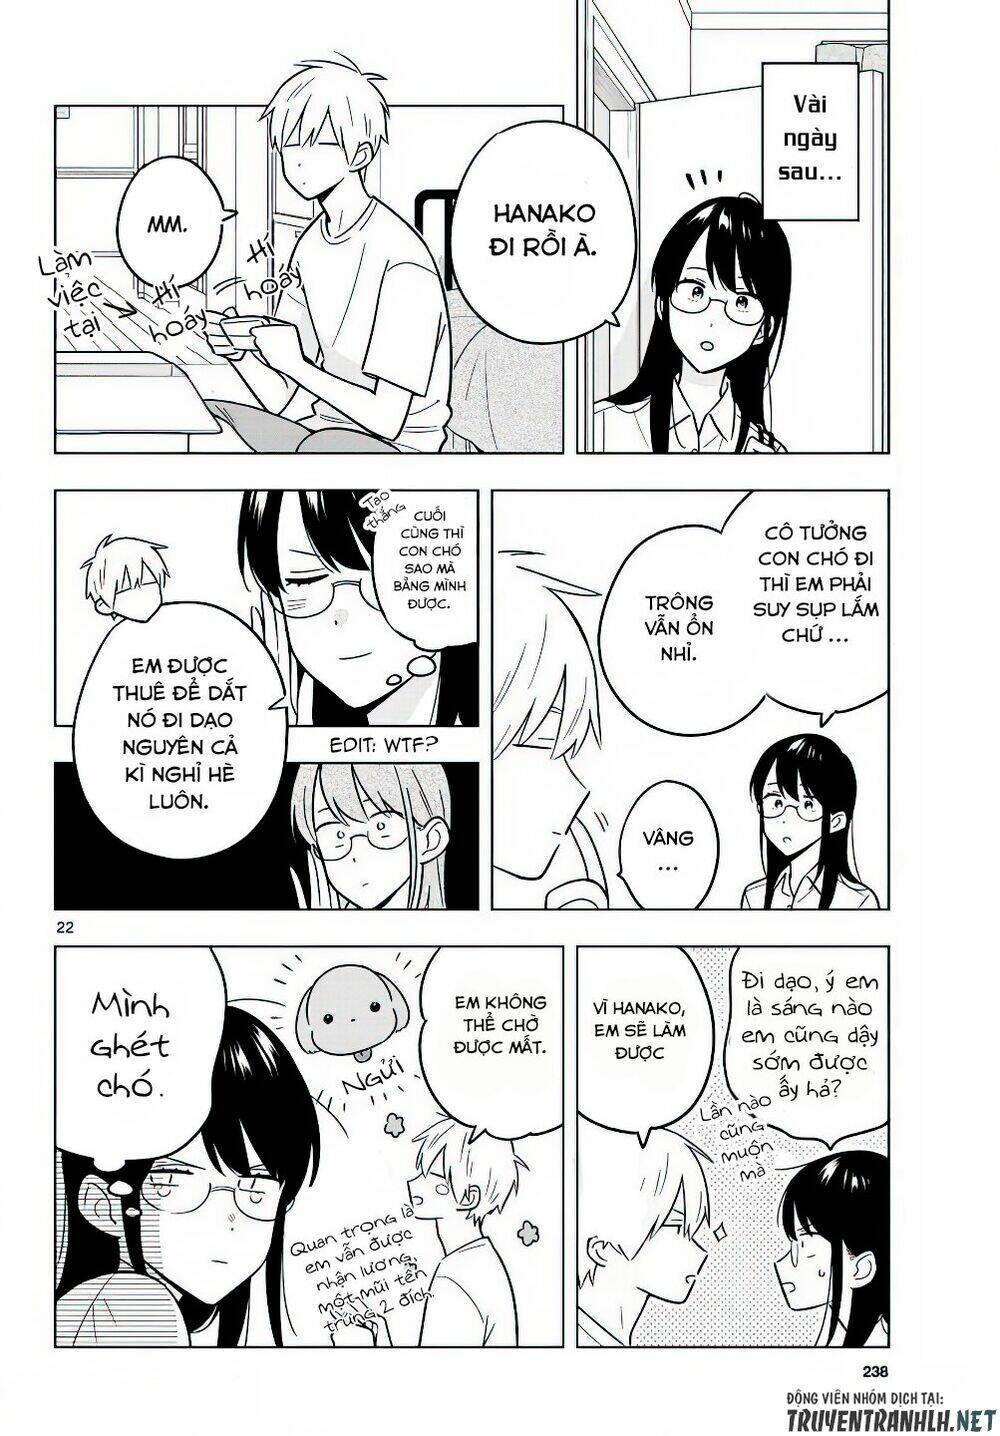 Vài
ngày
sau...
HANAKO
ĐI RỒI À.
MM.
Hí
hoáy
Hí
hoáy
Làm
việc
tại
CÔ TƯỞNG
CON CHÓ ĐI
THÌ EM PHẢI
SUY SỤP LẮM
CHỨ ...
TRÔNG
VẪN ỔN
NHỈ.
VÂNG
...
Tao
thắng
CUỐI
CÙNG THÌ
CON CHÓ
SAO MÀ
BẰNG MÌNH
ĐƯỢC.
EM ĐƯỢC
THUÊ ĐỂ DẮT
NÓ ĐI DẠO
NGUYÊN CẢ
KÌ NGHỈ HÈ
LUÔN.
EDIT: WTF?
22
Đi dạo, ý em
là sáng nào
em cũng dậy
sớm được
ấy hả?
Lần nào
cũng
muộn
mà
VÌ HANAKO,
EM SẼ LÀM
ĐƯỢC
EM KHÔNG
THỂ CHỜ
ĐƯỢC MẤT.
NGỬI
Quan trọng là
em vẫn được
nhận lương,
một mũi tên
trúng 2 đích.
Mình
ghét
chó.
238
ĐỘNG VIÊN NHÓM DỊCH TẠI:
TRUYENTRANHLH.NET